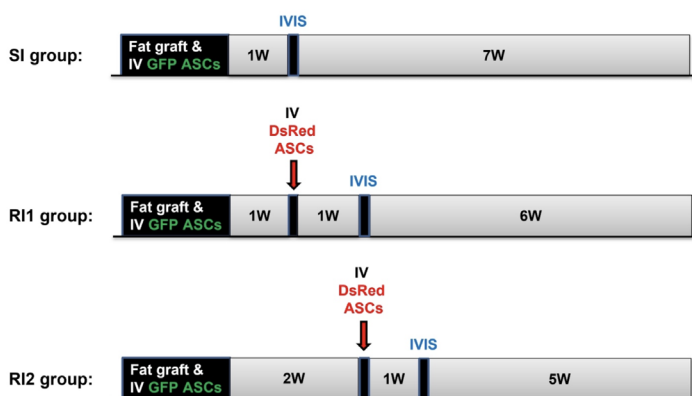 IVIS
SI group:
Fat graft &
IV GFP ASCs
1W
7W
IV
DsRed
ASCs
IVIS
RI1 group:
Fat graft &
IV GFP ASCs
1W
1W
6W
IV
DsRed
ASCs
IVIS
RI2 group:
Fat graft &
IV GFP ASCs
2W
1W
5W